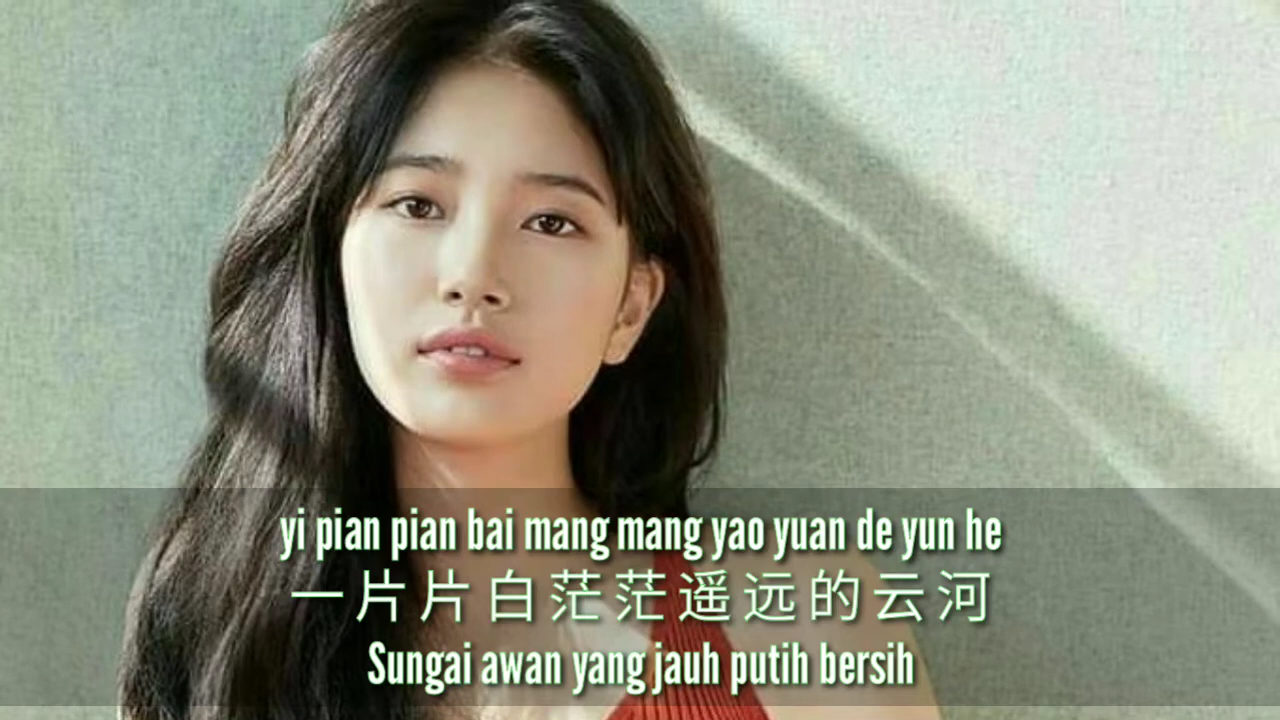 yi pian pian bai mang mang yao yuan de yun he
一片片白茫茫遥远的云河
Sungai awan yang jauh putih bersih